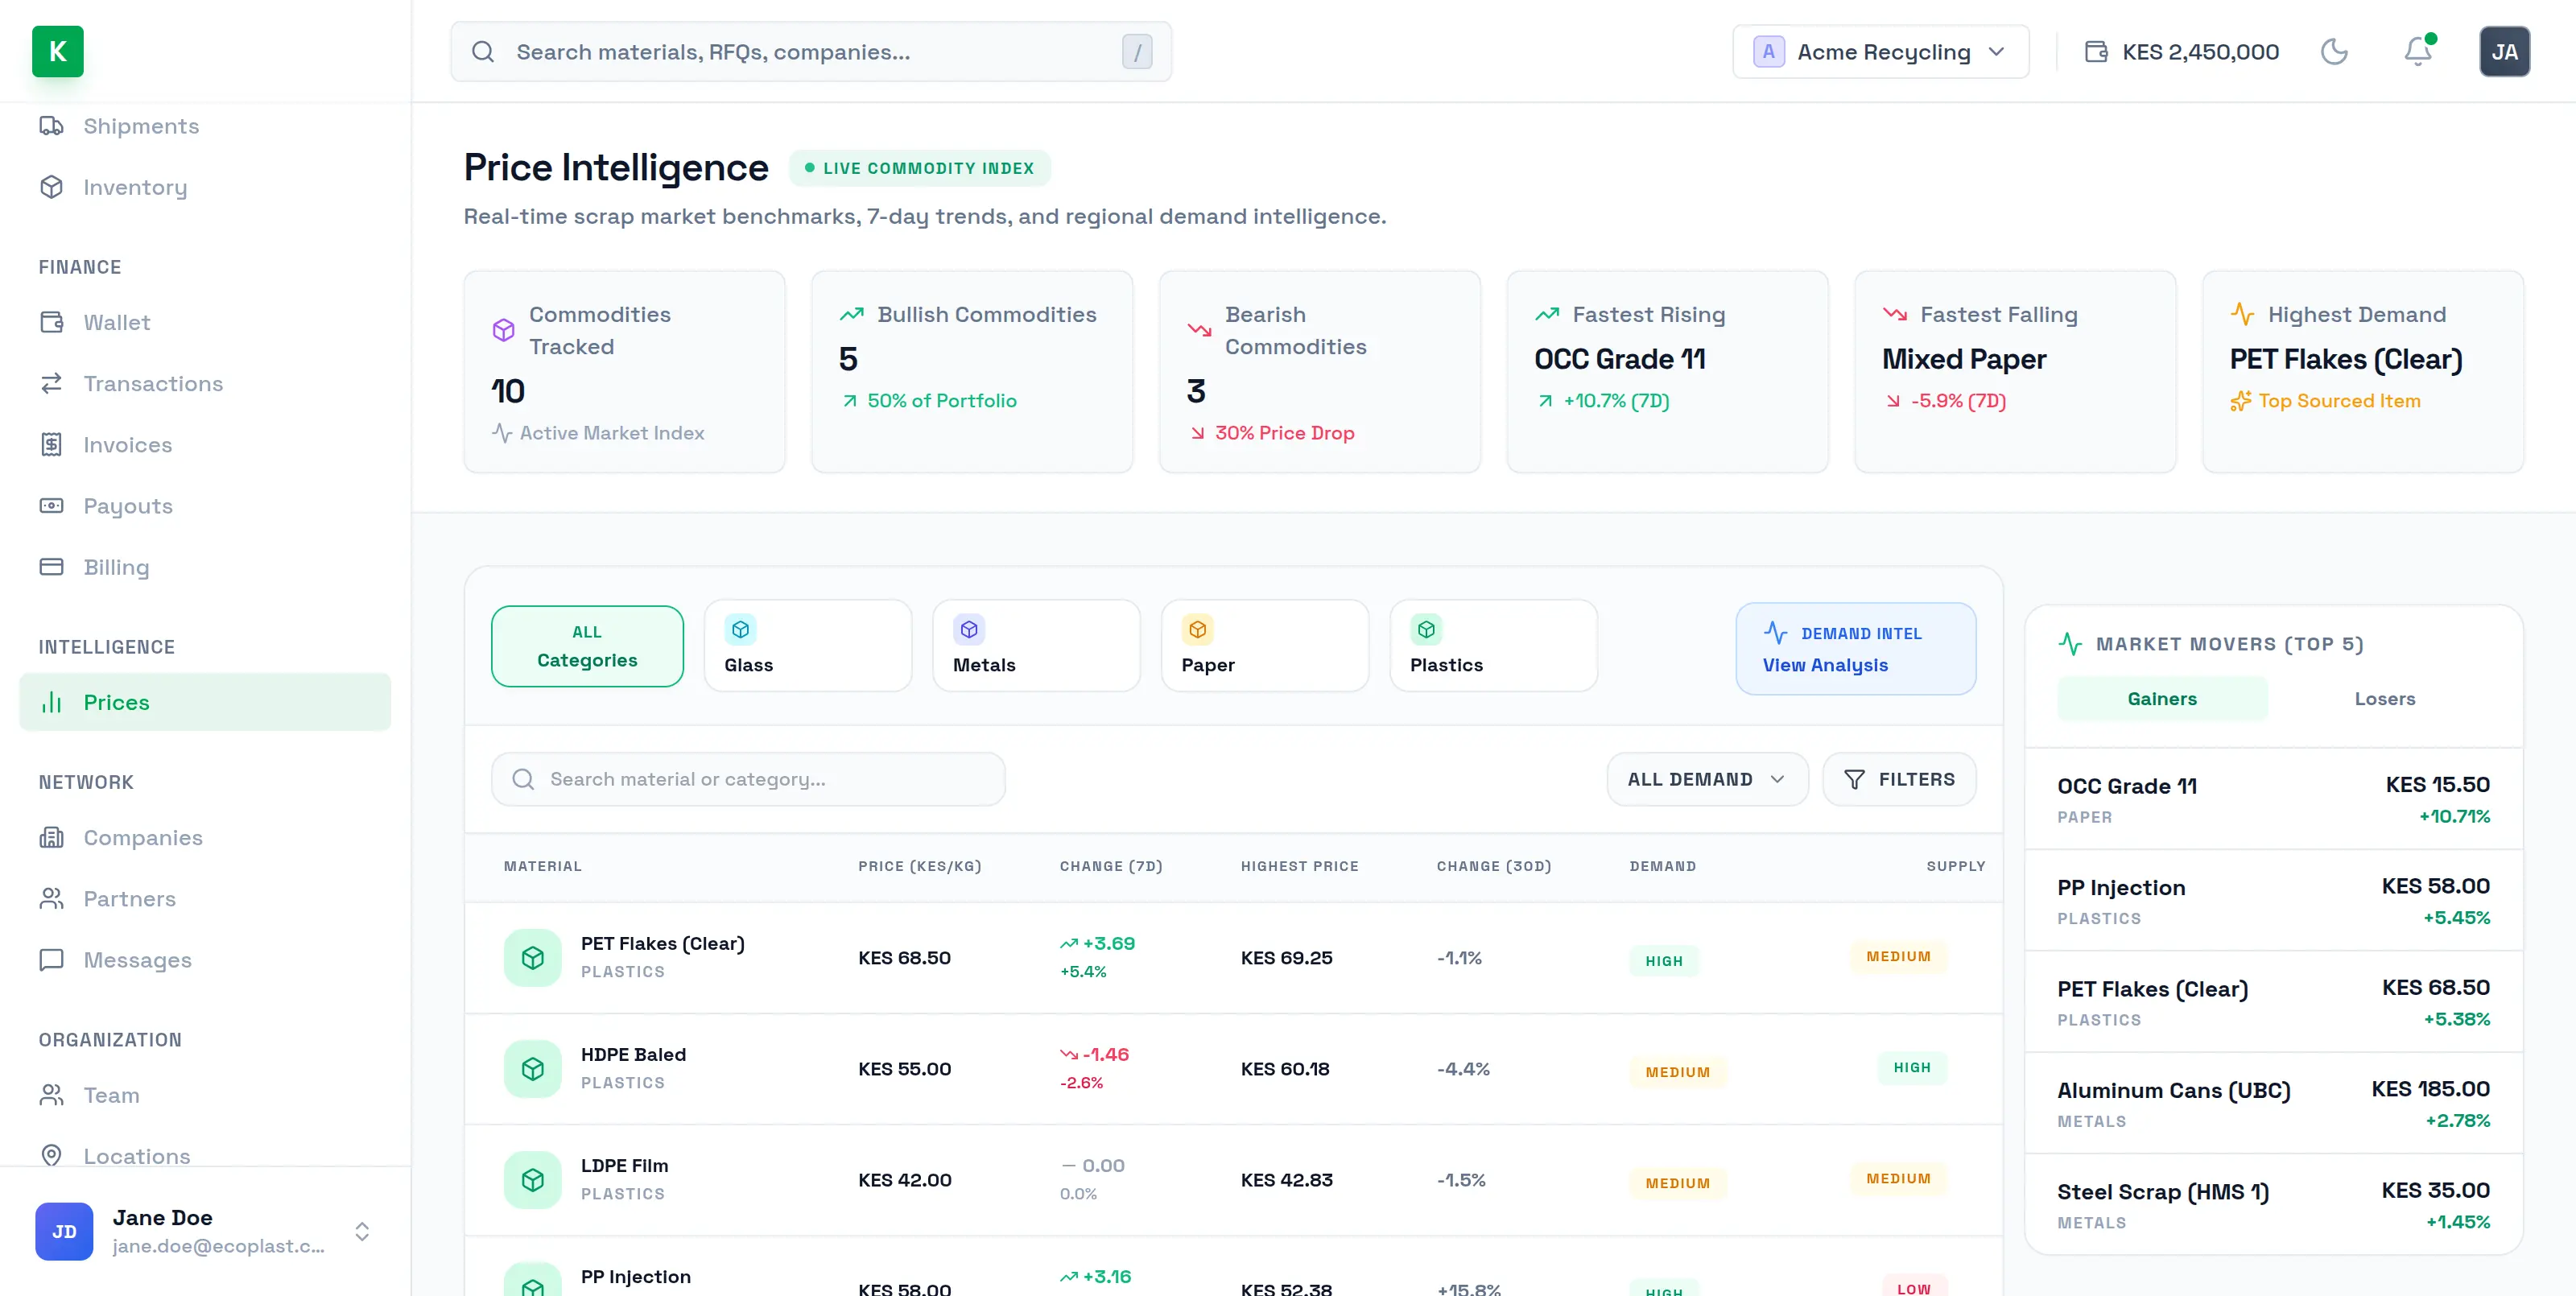 K
Search materials, RFQs, companies...
/
A
Acme Recycling
KES 2,450,000
JA
Shipments
Inventory
FINANCE
Wallet
Transactions
Invoices
Payouts
Billing
INTELLIGENCE
Prices
NETWORK
Companies
Partners
Messages
ORGANIZATION
Team
Locations
JD
Jane Doe
jane.doe@ecoplast.c...
Price Intelligence
LIVE COMMODITY INDEX
Real-time scrap market benchmarks, 7-day trends, and regional demand intelligence.
Commodities
Tracked
10
Active Market Index
Bullish Commodities
5
50% of Portfolio
Bearish
Commodities
3
30% Price Drop
Fastest Rising
OCC Grade 11
+10.7% (7D)
Fastest Falling
Mixed Paper
-5.9% (7D)
Highest Demand
PET Flakes (Clear)
Top Sourced Item
ALL
Categories
Glass
Metals
Paper
Plastics
DEMAND INTEL
View Analysis
Search material or category...
ALL DEMAND
FILTERS
MATERIAL PRICE (KES/KG) CHANGE (7D) HIGHEST PRICE CHANGE (30D) DEMAND SUPPLY
PET Flakes (Clear)
PLASTICS
KES 68.50
+3.69
+5.4%
KES 69.25
-1.1%
HIGH
MEDIUM
HDPE Baled
PLASTICS
KES 55.00
-1.46
-2.6%
KES 60.18
-4.4%
MEDIUM
HIGH
LDPE Film
PLASTICS
KES 42.00
— 0.00
0.0%
KES 42.83
-1.5%
MEDIUM
MEDIUM
PP Injection
KES 58.00
+3.16
KES 52.38
+15.8%
HIGH
LOW
MARKET MOVERS (TOP 5)
Gainers
Losers
OCC Grade 11
KES 15.50
PAPER
+10.71%
PP Injection
KES 58.00
PLASTICS
+5.45%
PET Flakes (Clear)
KES 68.50
PLASTICS
+5.38%
Aluminum Cans (UBC)
KES 185.00
METALS
+2.78%
Steel Scrap (HMS 1)
KES 35.00
METALS
+1.45%